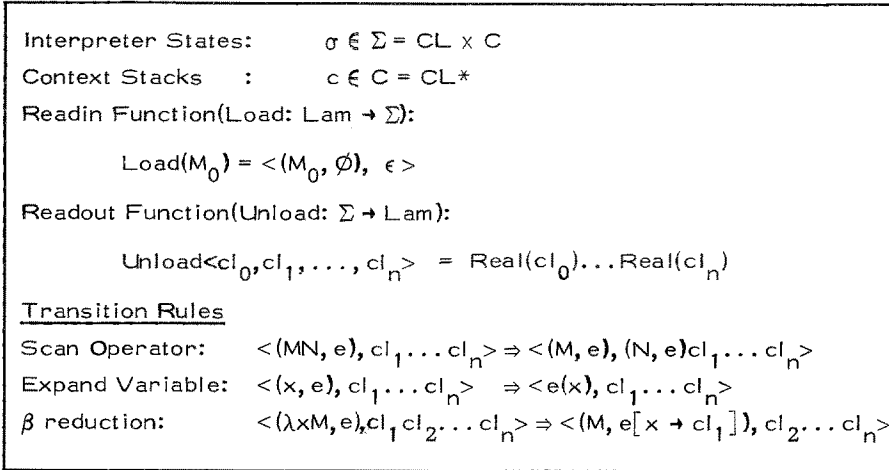 Interpreter States: σ ∈ Σ = CL × C
Context Stacks : c ∈ C = CL*
Readin Function(Load: Lam → Σ):
Load(M₀) = <(M₀, Ø), ϵ >
Readout Function(Unload: Σ → Lam):
Unload<cl₀,cl₁,..., clₙ> = Real(cl₀)...Real(clₙ)
Transition Rules
Scan Operator: <(MN, e), cl₁...clₙ> ⇒ <(M, e), (N, e)cl₁...clₙ>
Expand Variable: <(x, e), cl₁...clₙ> ⇒ <e(x), cl₁...clₙ>
β reduction: <(λxM, e),cl₁cl₂...clₙ> ⇒ <(M, e[x → cl₁]), cl₂...clₙ>